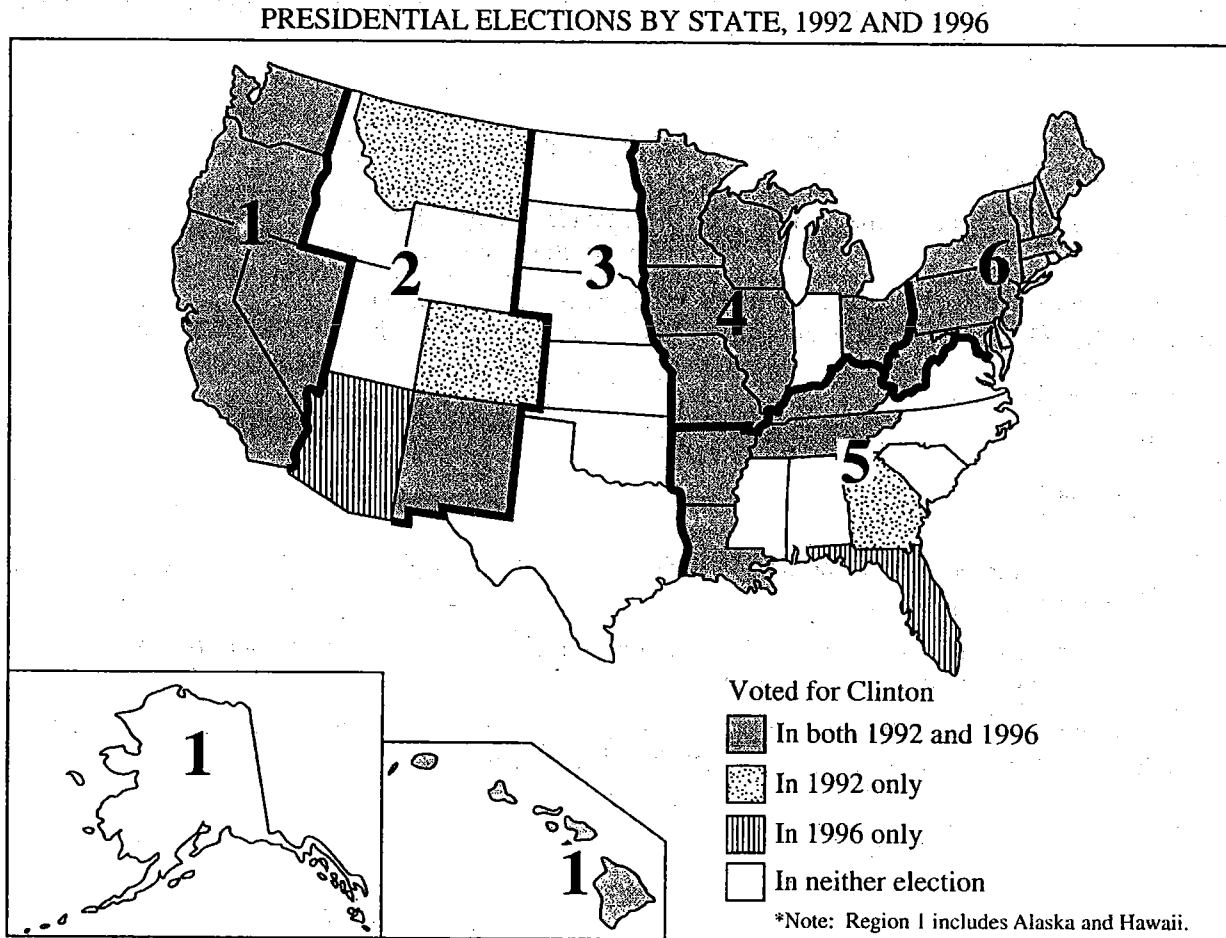 PRESIDENTIAL ELECTIONS BY STATE, 1992 AND 1996
1
2
3
4
5
6
1
1
Voted for Clinton
In both 1992 and 1996
In 1992 only
In 1996 only
In neither election
*Note: Region 1 includes Alaska and Hawaii.